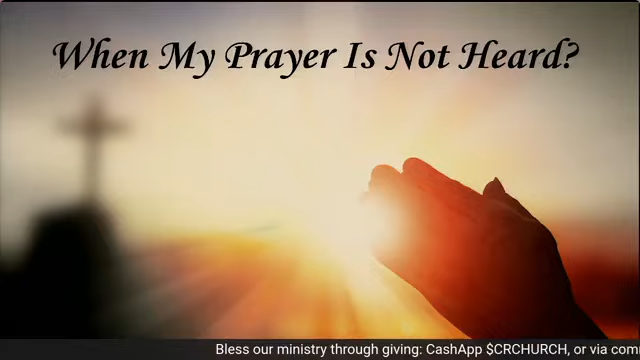 When My Prayer Is Not Heard?
Bless our ministry through giving: CashApp $CRCHURCH, or via com